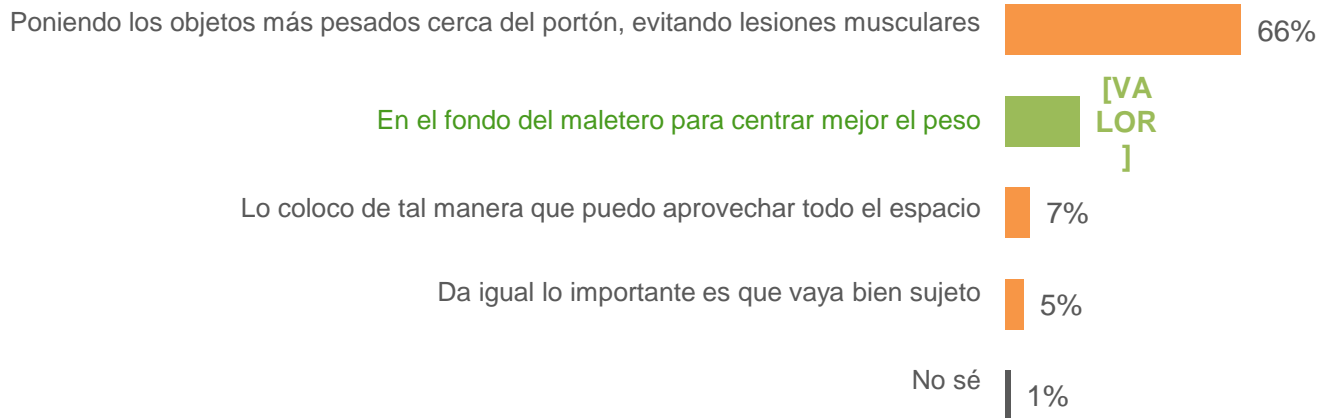 Poniendo los objetos más pesados cerca del portón, evitando lesiones musculares 66%
En el fondo del maletero para centrar mejor el peso
[VA
LOR
]
Lo coloco de tal manera que puedo aprovechar todo el espacio 7%
Da igual lo importante es que vaya bien sujeto 5%
No sé 1%